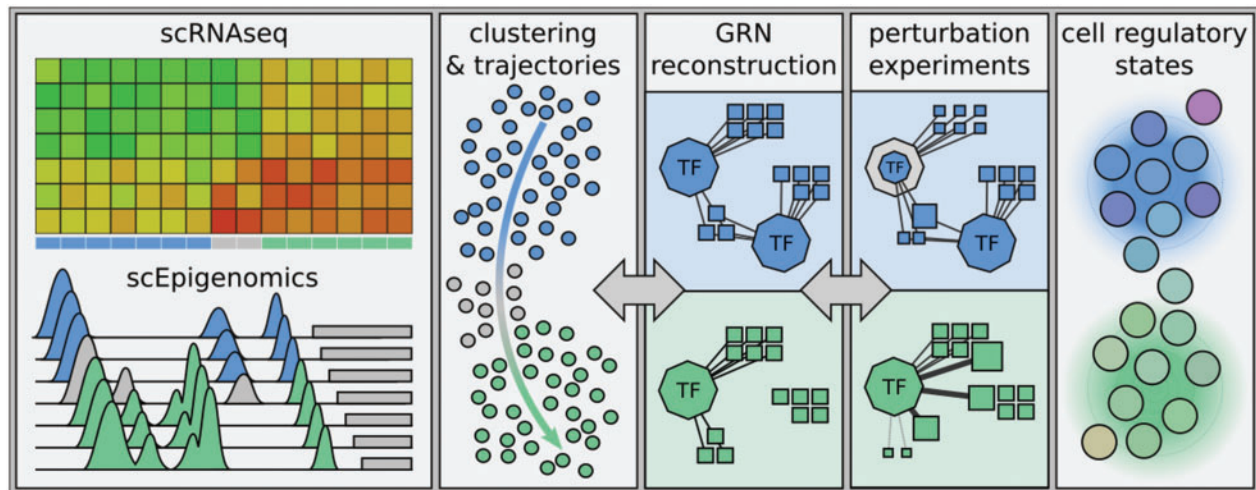 scRNAseq
scEpigenomics
clustering
& trajectories
GRN
reconstruction
TF
TF
TF
perturbation
experiments
TF
TF
TF
cell regulatory
states